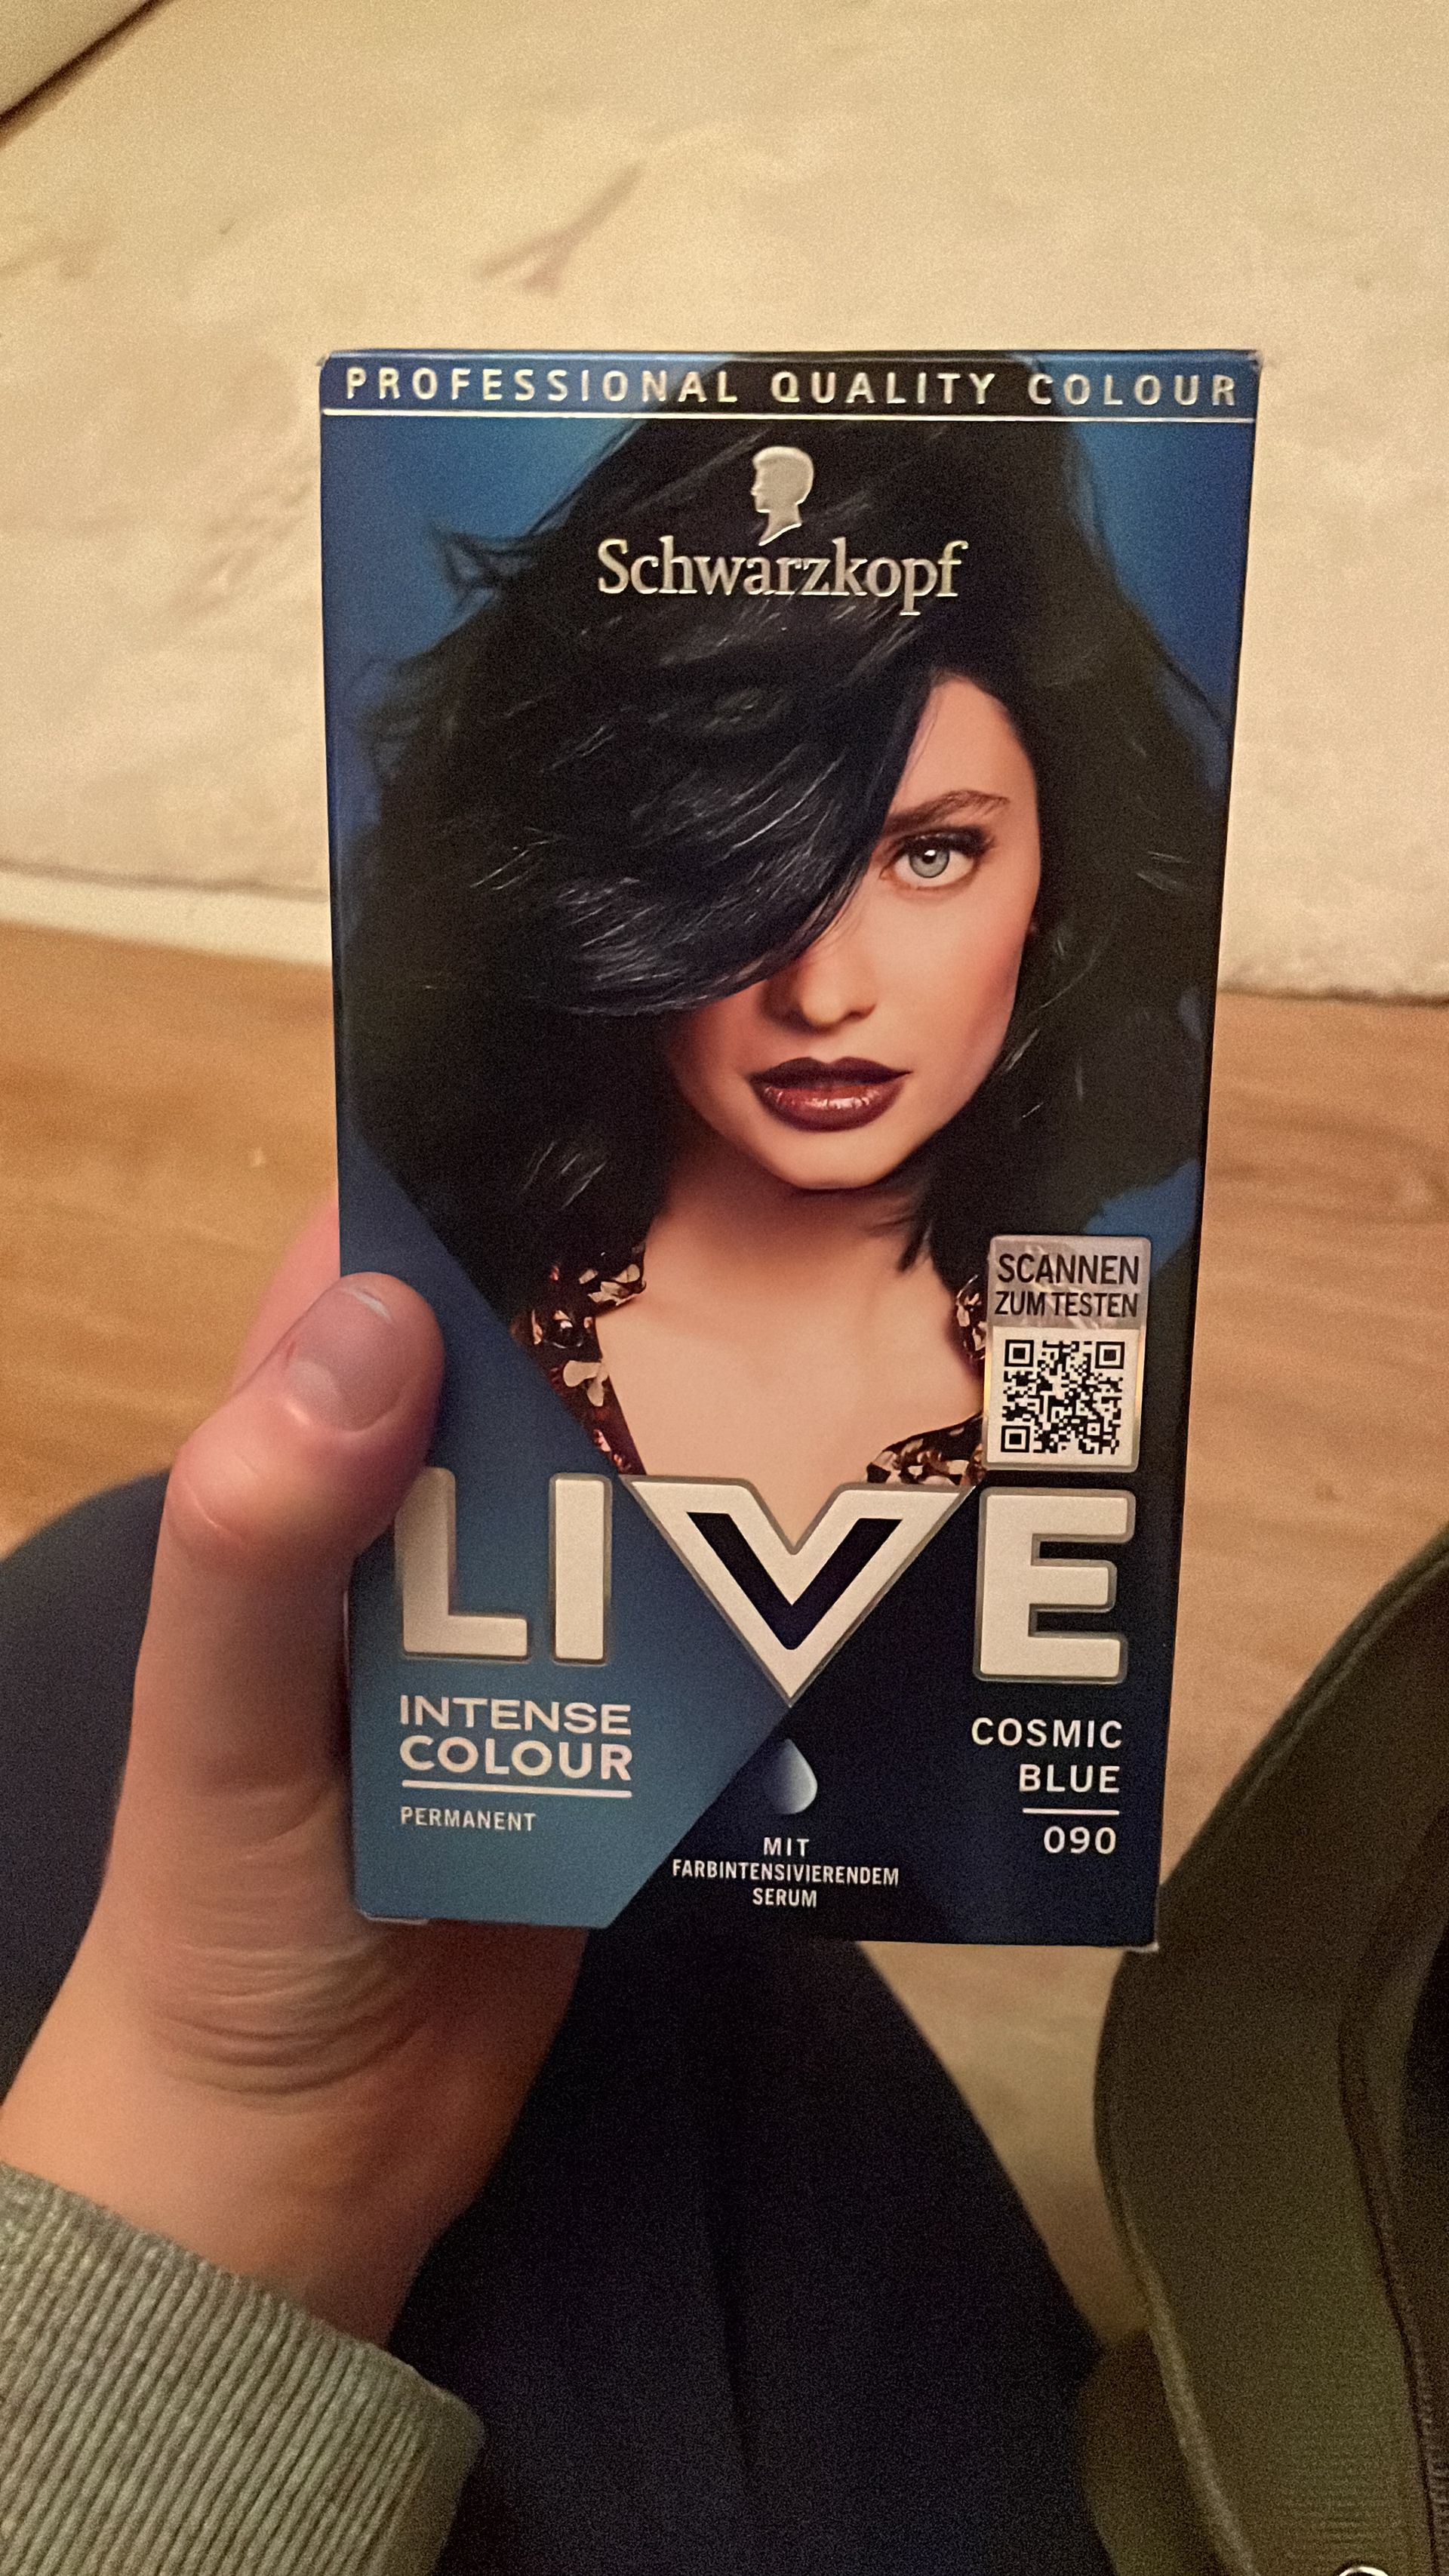 PROFESSIONAL QUALITY COLOUR
Schwarzkopf
SCANNEN
ZUM TESTEN
LIVE
INTENSE
COLOUR
PERMANENT
MIT
FARBINTENSIVIERENDEM
SERUM
COSMIC
BLUE
090